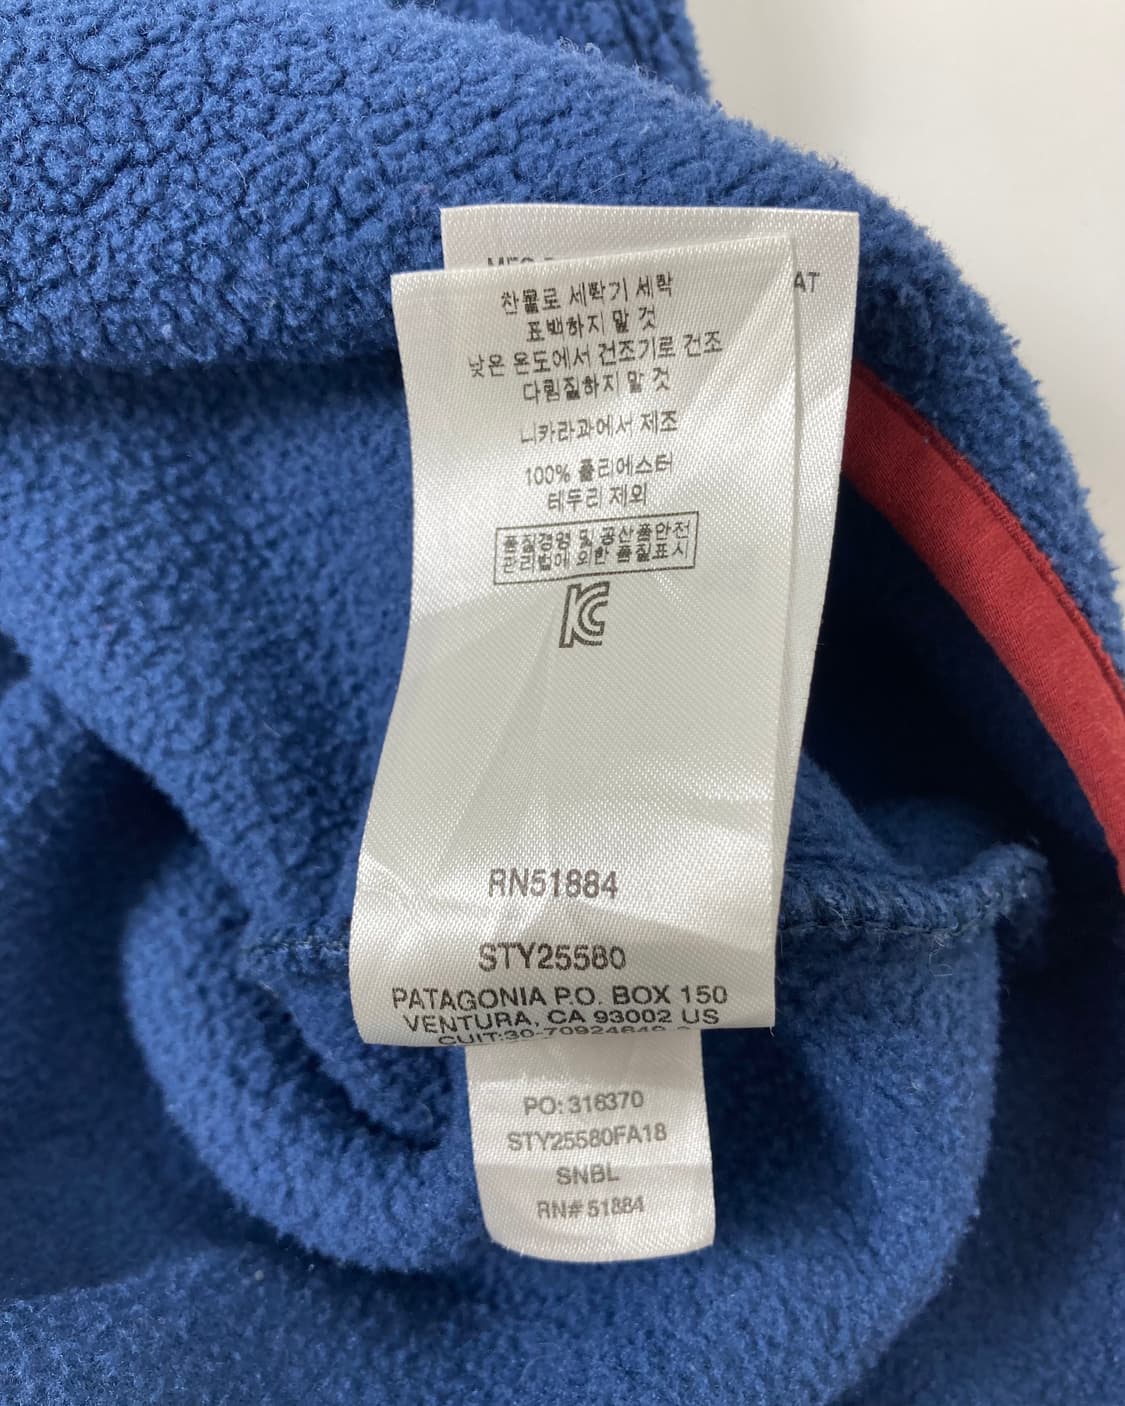 AT
찬물로 세탁기 세탁
표백하지 말 것
낮은 온도에서 건조기로 건조
다림질하지 말 것
니카라과에서 제조
100% 폴리에스터
테두리 제외
품질경영 및 공산품안전
관리법에 의한 품질표시
KC
RN51884
STY25580
PATAGONIA P.O. BOX 150
VENTURA, CA 93002 US
PO: 316370
STY25580FA18
SNBL
RN# 51884